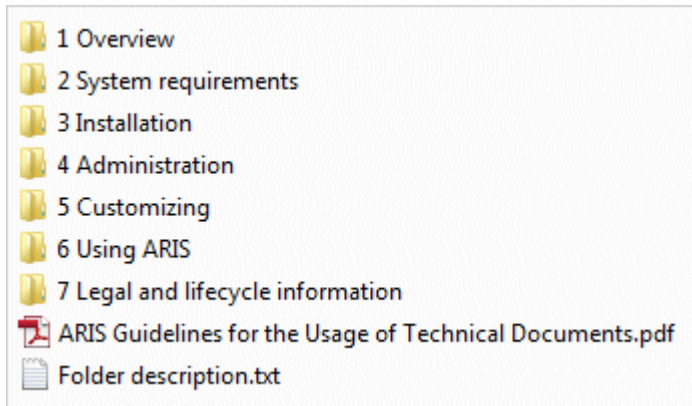 1 Overview
2 System requirements
3 Installation
4 Administration
5 Customizing
6 Using ARIS
7 Legal and lifecycle information
ARIS Guidelines for the Usage of Technical Documents.pdf
Folder description.txt